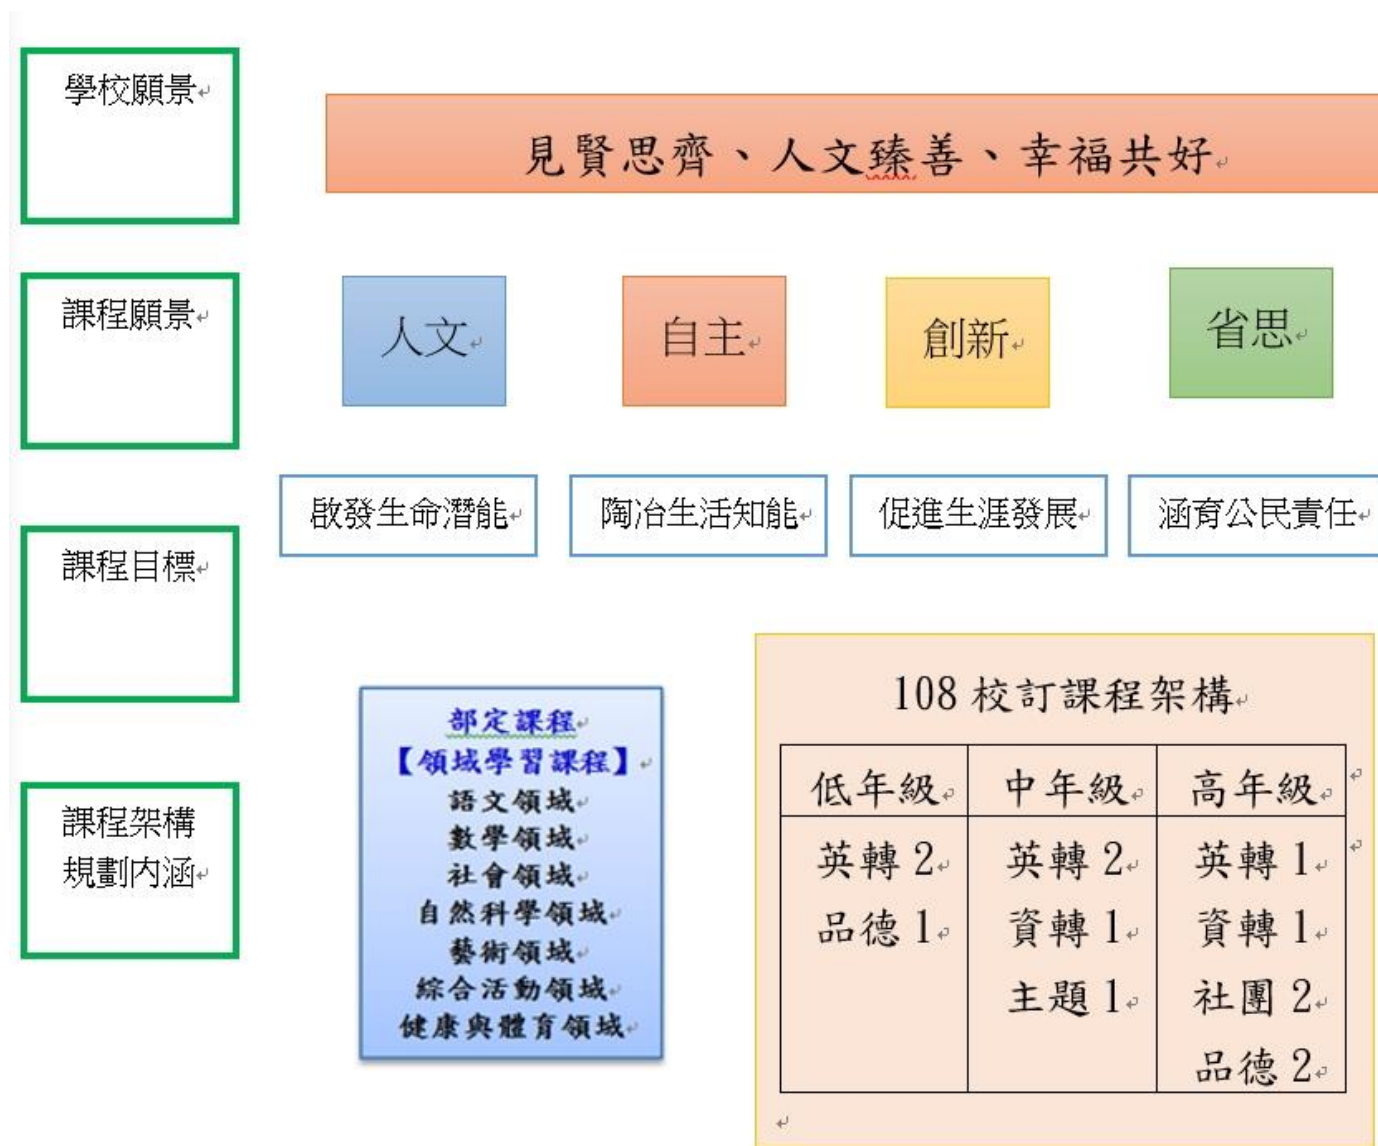 學校願景
見賢思齊、人文臻善、幸福共好
課程願景
人文
自主
創新
省思
課程目標
啟發生命潛能
陶冶生活知能
促進生涯發展
涵育公民責任
課程架構
規劃內涵
部定課程
【領域學習課程】
語文領域
數學領域
社會領域
自然科學領域
藝術領域
綜合活動領域
健康與體育領域
108 校訂課程架構
低年級 中年級 高年級
英轉 2 英轉 2 英轉 1
品德 1 資轉 1 資轉 1
主題 1 社團 2
品德 2